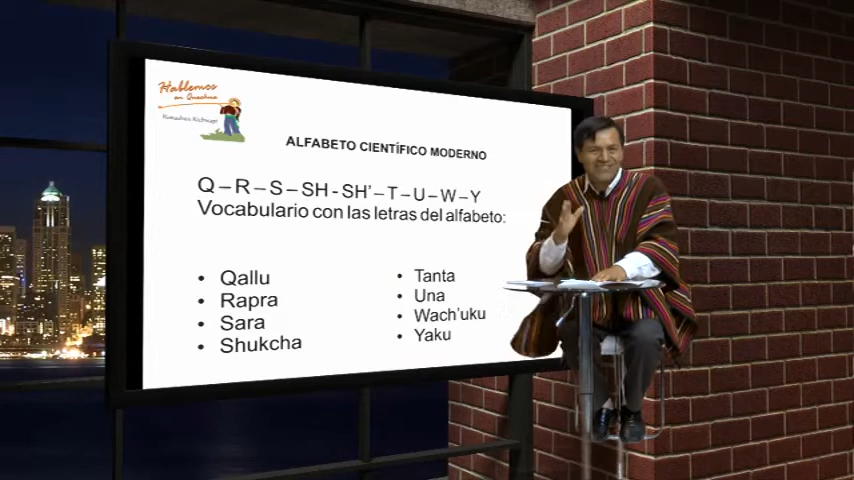 Hablemos
en Quechua
ALFABETO CIENTÍFICO MODERNO
Q – R – S – SH - SH' – T – U – W – Y
Vocabulario con las letras del alfabeto:
• Qallu
• Rapra
• Sara
• Shukcha
• Tanta
• Una
• Wach'uku
• Yaku